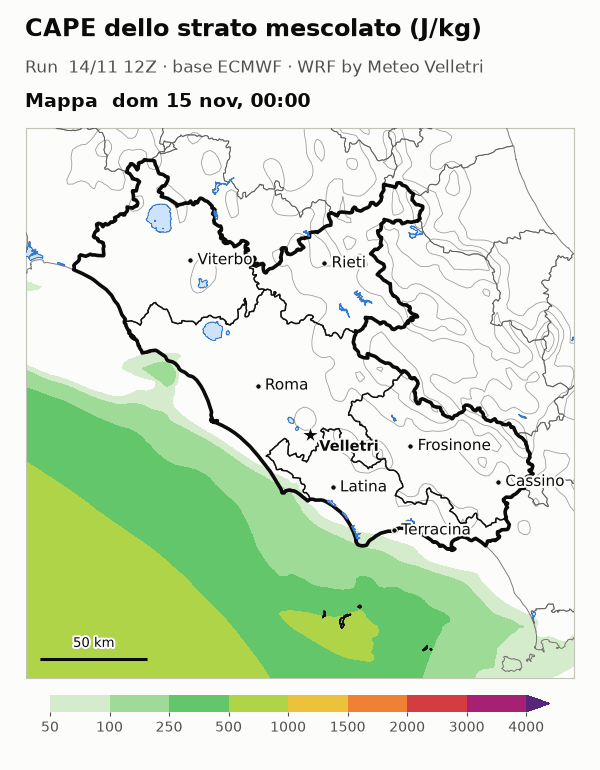 CAPE dello strato mescolato (J/kg)
Run 14/11 12Z · base ECMWF · WRF by Meteo Velletri
Mappa dom 15 nov, 00:00
Viterbo
Rieti
Roma
Velletri
Frosinone
Cassino
Latina
Terracina
50 km
50 100 250 500 1000 1500 2000 3000 4000